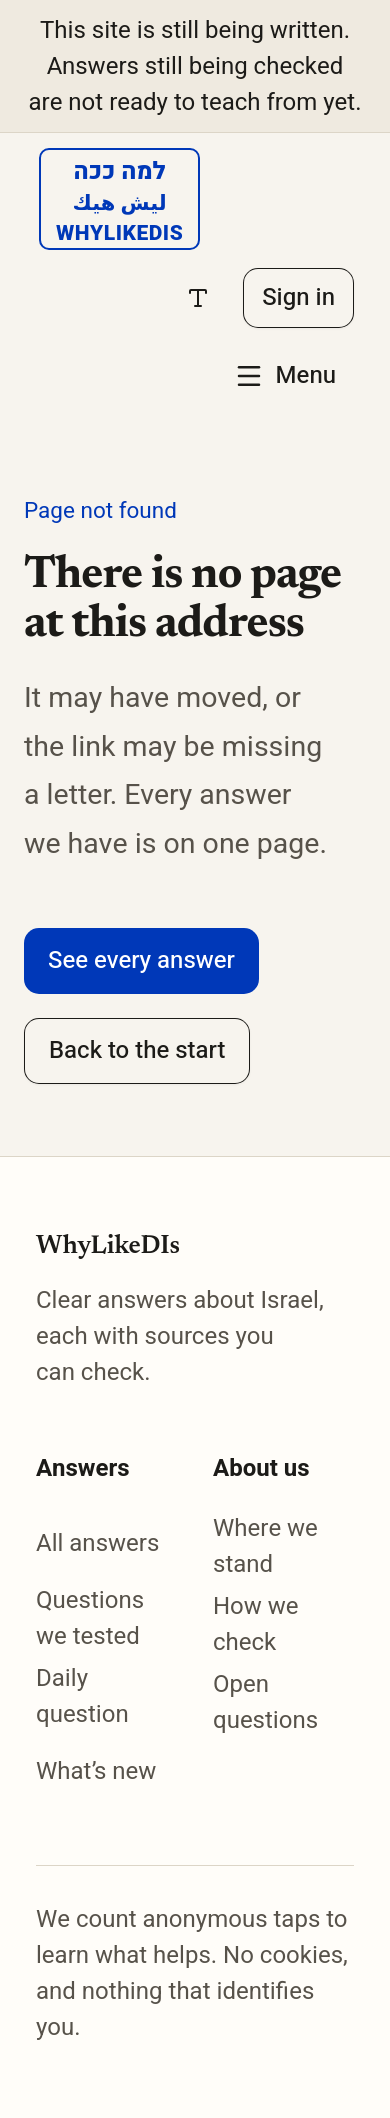 This site is still being written.
Answers still being checked
are not ready to teach from yet.
למה ככה
ليش هيك
WHYLIKEDIS
Sign in
Menu
Page not found
There is no page
at this address
It may have moved, or
the link may be missing
a letter. Every answer
we have is on one page.
See every answer
Back to the start
WhyLikeDIs
Clear answers about Israel,
each with sources you
can check.
Answers
All answers
Questions
we tested
Daily
question
What’s new
About us
Where we
stand
How we
check
Open
questions
We count anonymous taps to
learn what helps. No cookies,
and nothing that identifies
you.